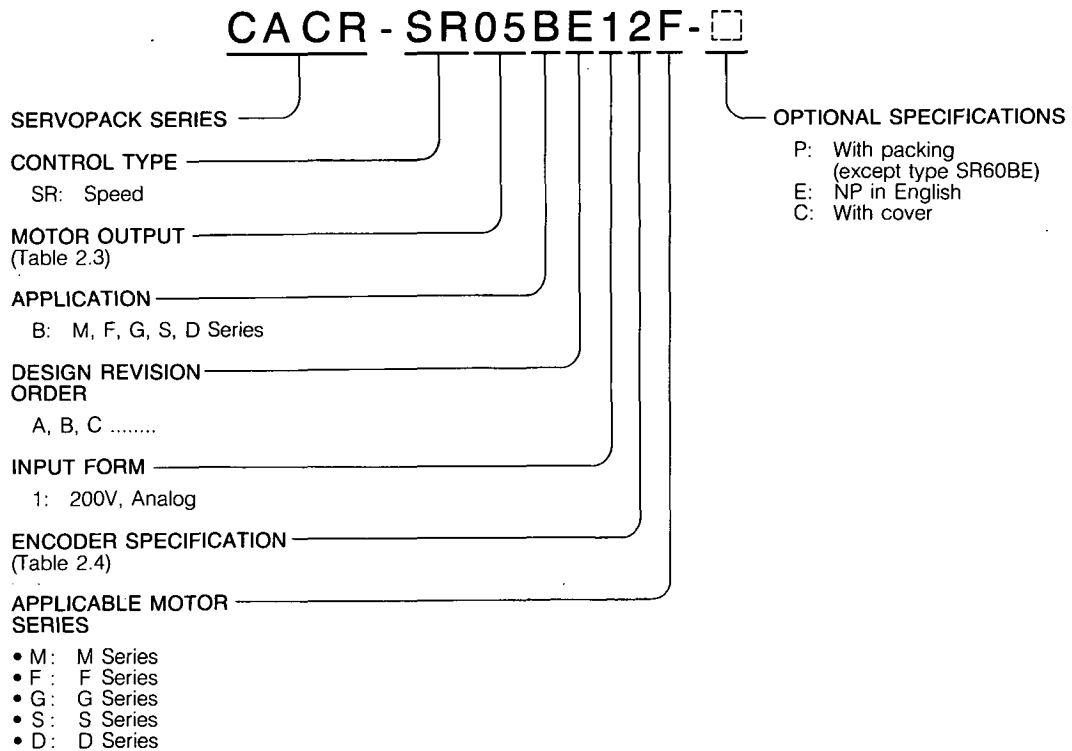 CACR-SR05BE12F-
SERVOPACK SERIES
CONTROL TYPE
SR: Speed
MOTOR OUTPUT
(Table 2.3)
APPLICATION
B: M, F, G, S, D Series
DESIGN REVISION
ORDER
A, B, C ........
INPUT FORM
1: 200V, Analog
ENCODER SPECIFICATION
(Table 2.4)
APPLICABLE MOTOR
SERIES
• M: M Series
• F: F Series
• G: G Series
• S: S Series
• D: D Series
OPTIONAL SPECIFICATIONS
P: With packing
(except type SR60BE)
E: NP in English
C: With cover